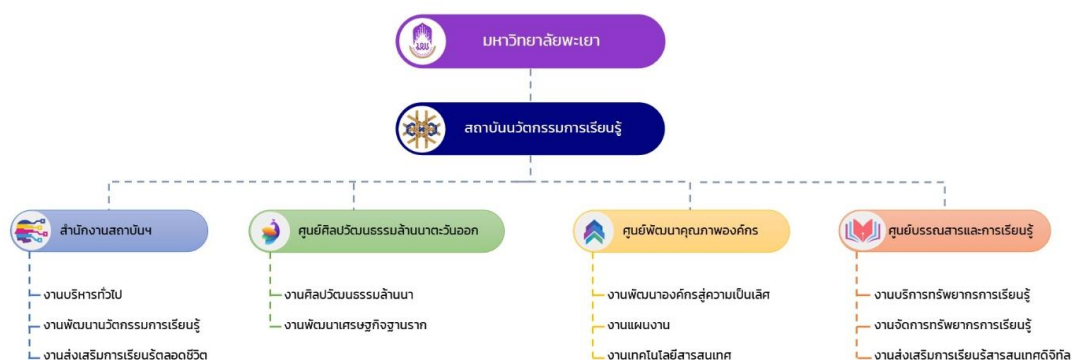 มหาวิทยาลัยพะเยา
สถาบันนวัตกรรมการเรียนรู้
สำนักงานสถาบันฯ
งานบริหารทั่วไป
งานพัฒนานวัตกรรมการเรียนรู้
งานส่งเสริมการเรียนรู้ตลอดชีวิต
ศูนย์ศิลปวัฒนธรรมล้านนาตะวันออก
งานศิลปวัฒนธรรมล้านนา
งานพัฒนาเศรษฐกิจฐานราก
ศูนย์พัฒนาคุณภาพองค์กร
งานพัฒนาองค์กรสู่ความเป็นเลิศ
งานแผนงาน
งานเทคโนโลยีสารสนเทศ
ศูนย์บรรณสารและการเรียนรู้
งานบริการทรัพยากรการเรียนรู้
งานจัดการทรัพยากรการเรียนรู้
งานส่งเสริมการเรียนรู้สารสนเทศดิจิทัล